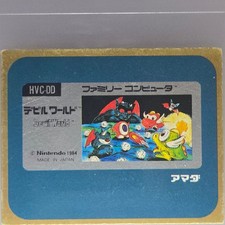 HVC-DD
ファミリー コンピュータ
デビルワールド
© Nintendo 1984
MADE IN JAPAN
アマダ